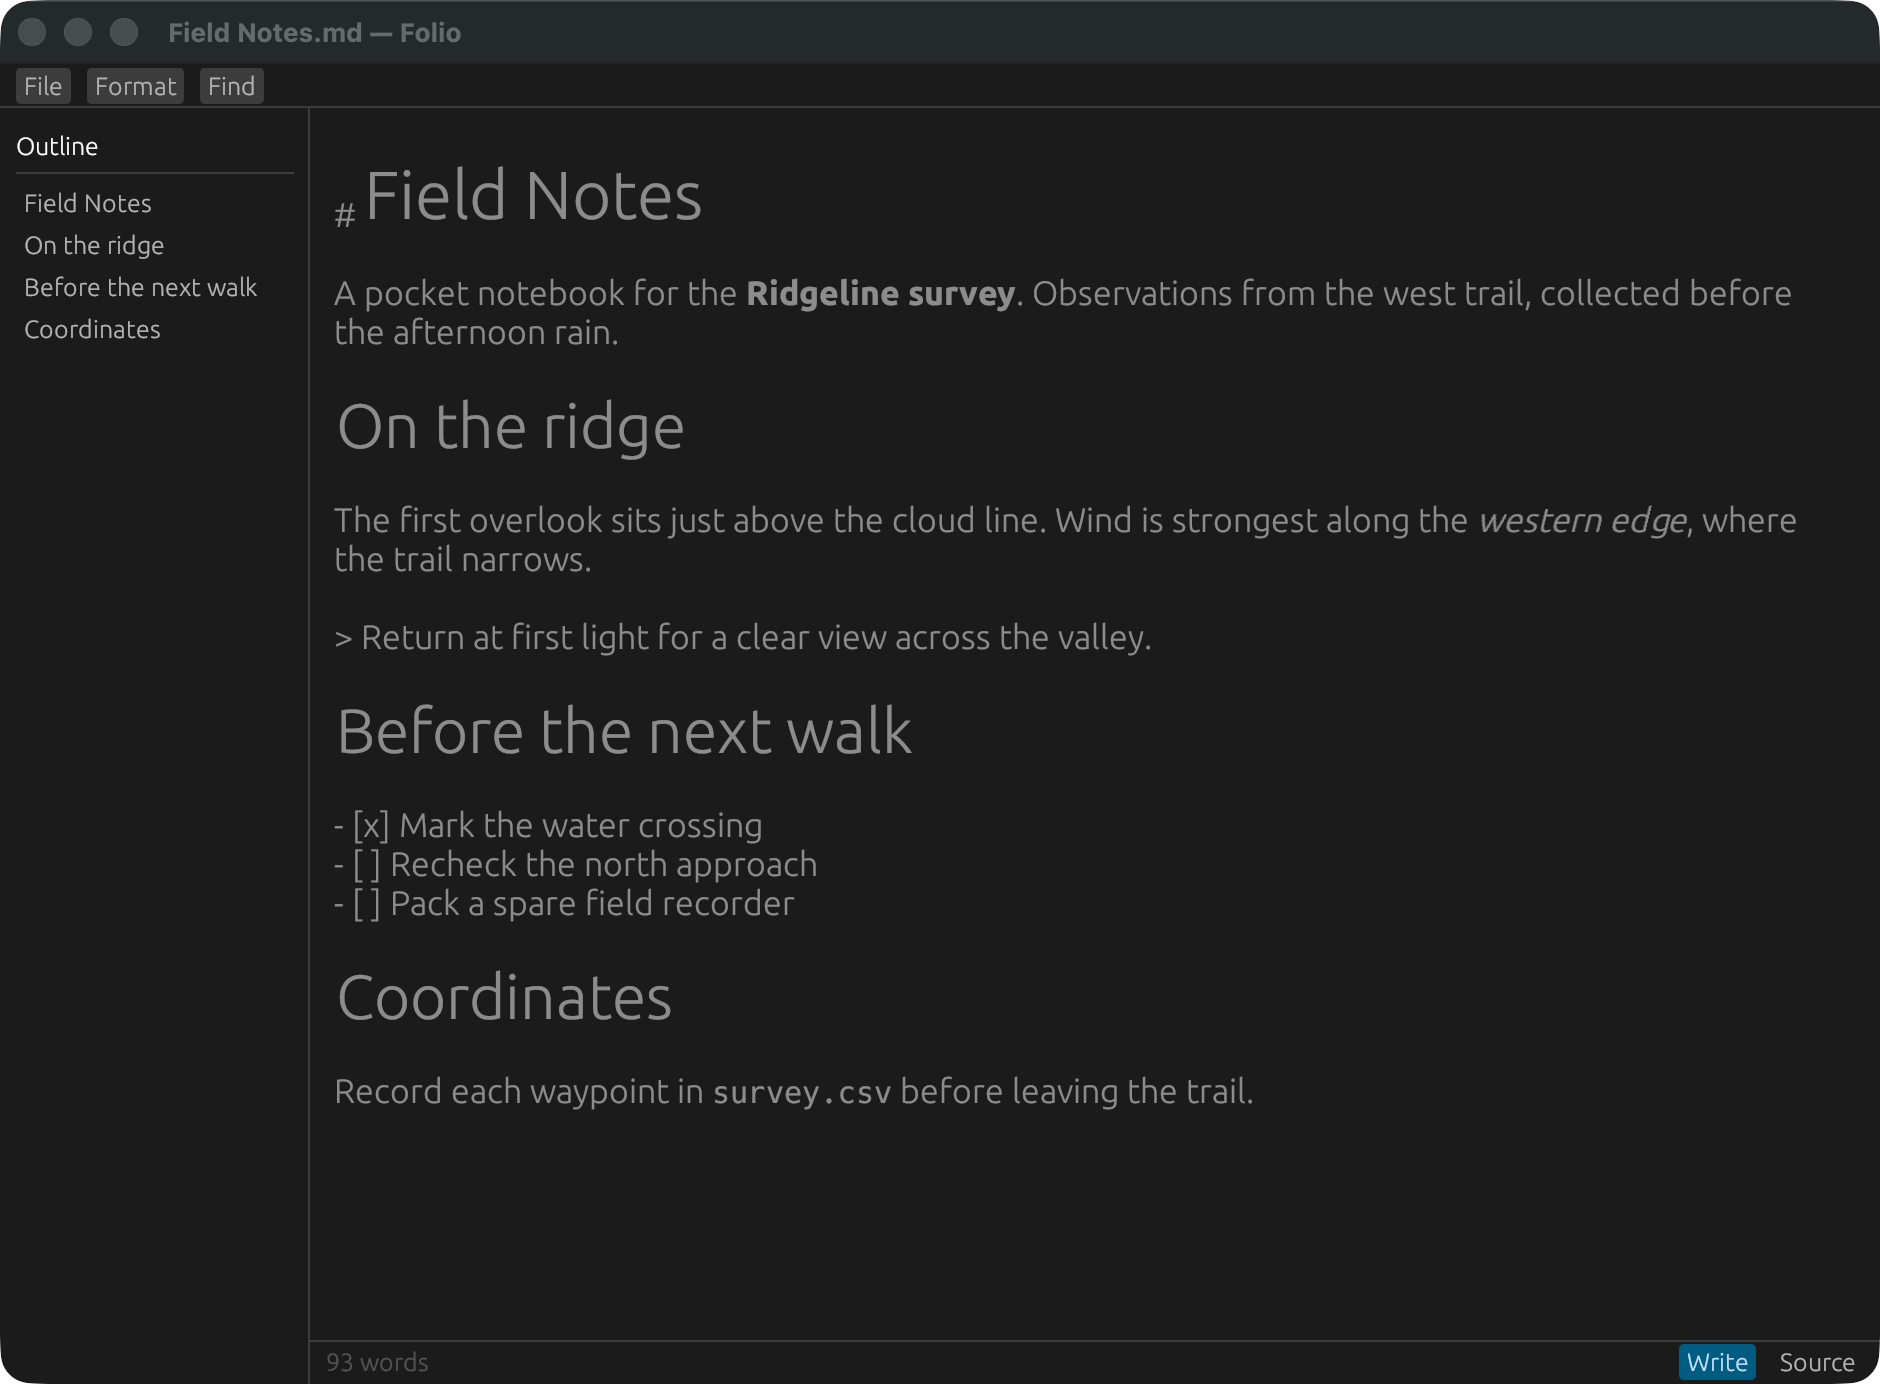 Field Notes.md — Folio
File Format Find
Outline
Field Notes
On the ridge
Before the next walk
Coordinates
# Field Notes
A pocket notebook for the Ridgeline survey. Observations from the west trail, collected before
the afternoon rain.
On the ridge
The first overlook sits just above the cloud line. Wind is strongest along the western edge, where
the trail narrows.
> Return at first light for a clear view across the valley.
Before the next walk
- [x] Mark the water crossing
- [ ] Recheck the north approach
- [ ] Pack a spare field recorder
Coordinates
Record each waypoint in survey.csv before leaving the trail.
93 words
Write Source